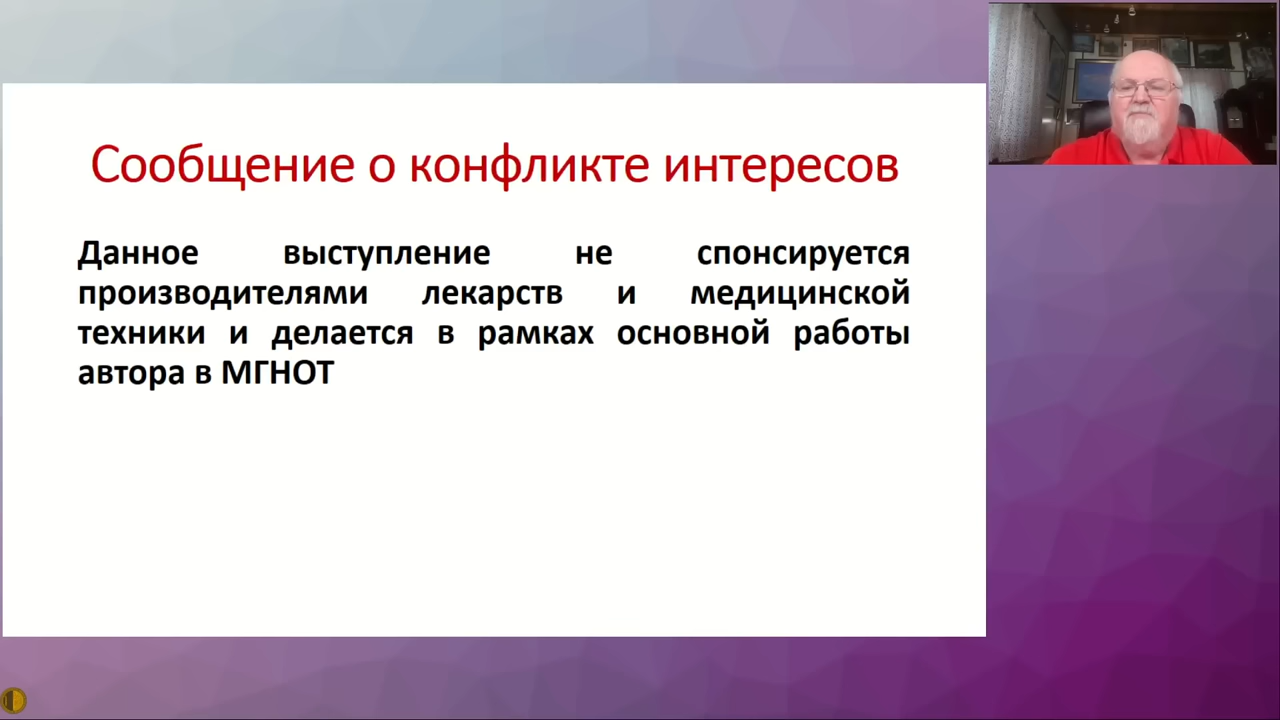 Сообщение о конфликте интересов
Данное выступление не спонсируется
производителями лекарств и медицинской
техники и делается в рамках основной работы
автора в МГНОТ